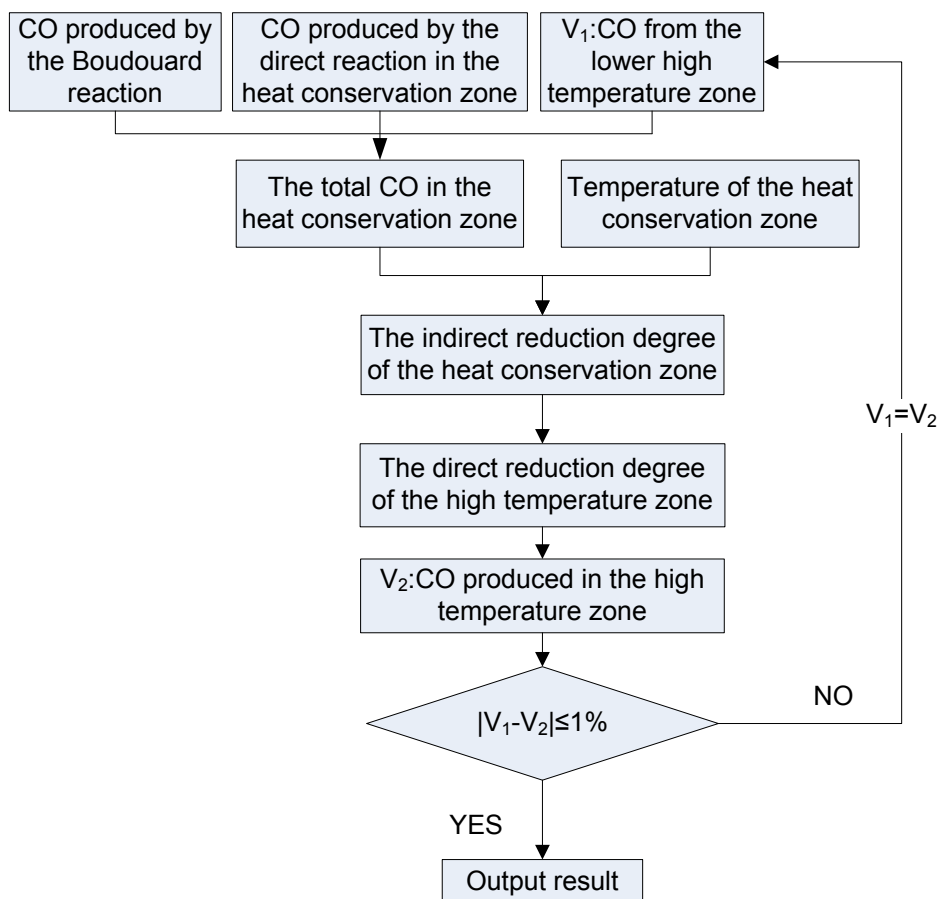 CO produced by
the Boudouard
reaction
CO produced by the
direct reaction in the
heat conservation zone
V₁:CO from the
lower high
temperature zone
The total CO in the
heat conservation zone
Temperature of the heat
conservation zone
The indirect reduction degree
of the heat conservation zone
V₁=V₂
The direct reduction degree
of the high temperature zone
V₂:CO produced in the high
temperature zone
NO
|V₁-V₂|≤1%
YES
Output result